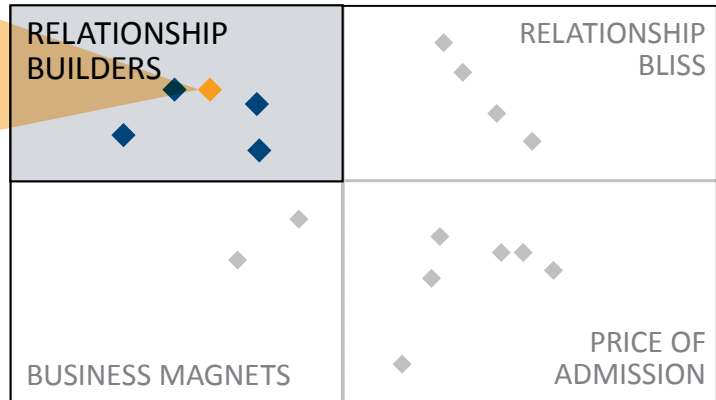 RELATIONSHIP
BUILDERS
RELATIONSHIP
BLISS
BUSINESS MAGNETS
PRICE OF
ADMISSION